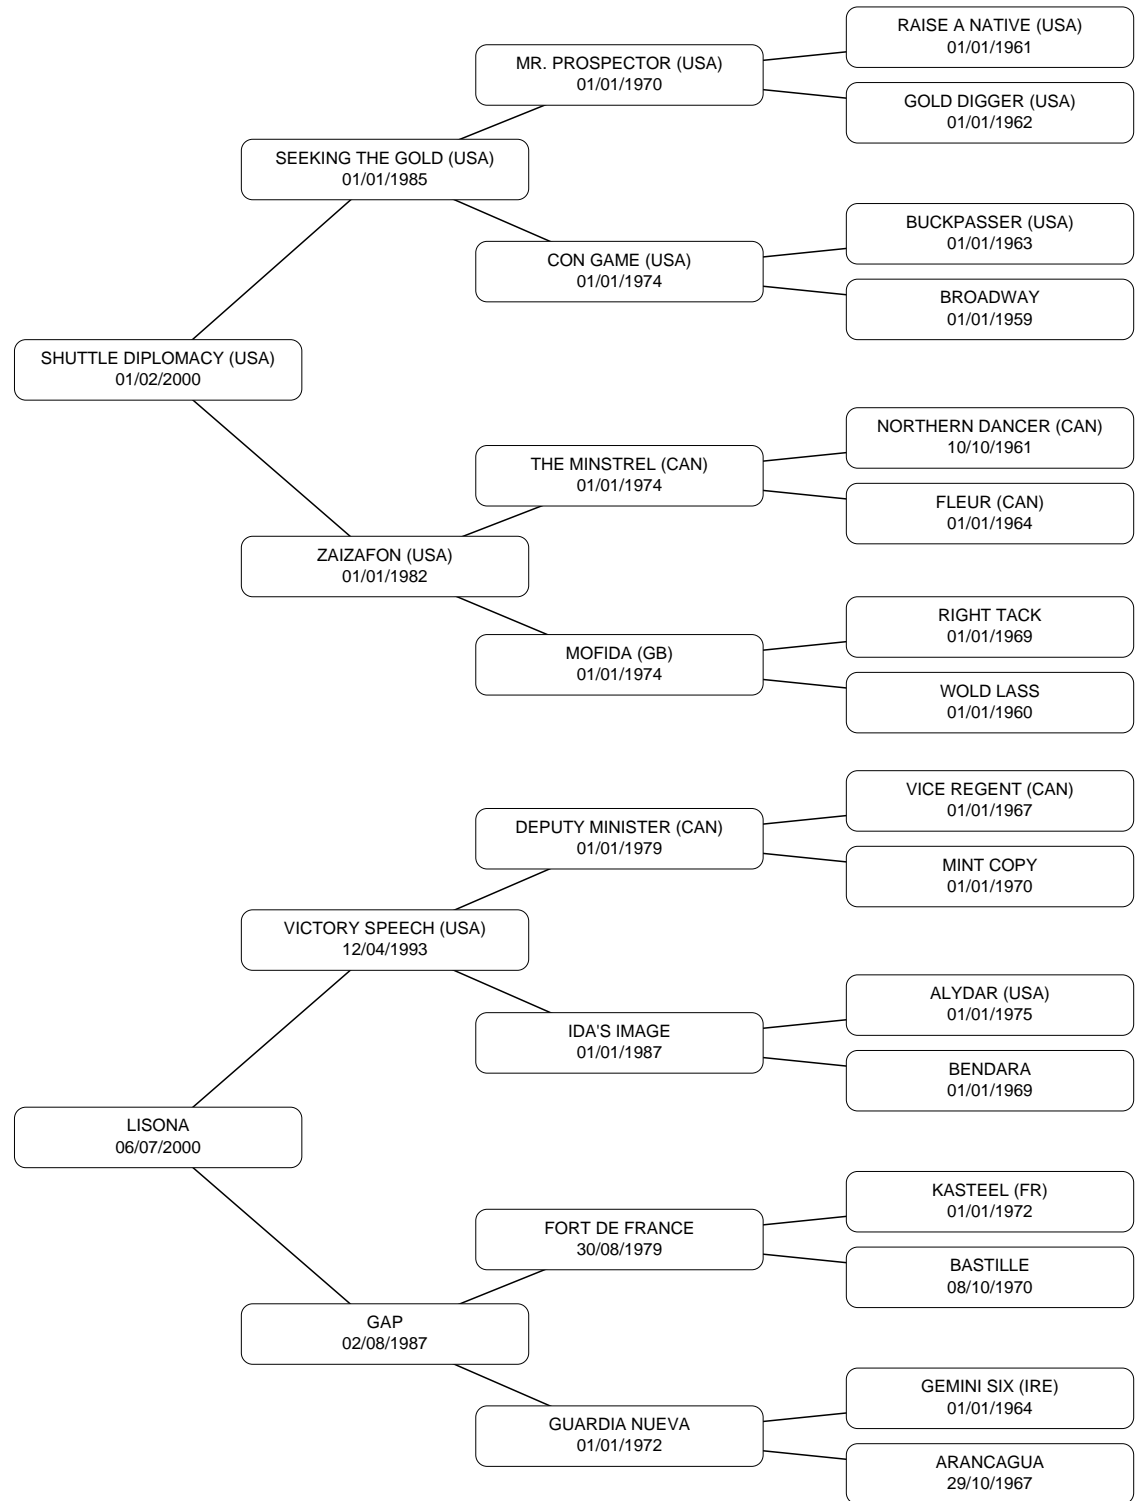 RAISE A NATIVE (USA)
01/01/1961
MR. PROSPECTOR (USA)
01/01/1970
GOLD DIGGER (USA)
01/01/1962
SEEKING THE GOLD (USA)
01/01/1985
BUCKPASSER (USA)
01/01/1963
CON GAME (USA)
01/01/1974
BROADWAY
01/01/1959
SHUTTLE DIPLOMACY (USA)
01/02/2000
NORTHERN DANCER (CAN)
10/10/1961
THE MINSTREL (CAN)
01/01/1974
FLEUR (CAN)
01/01/1964
ZAIZAFON (USA)
01/01/1982
RIGHT TACK
01/01/1969
MOFIDA (GB)
01/01/1974
WOLD LASS
01/01/1960
VICE REGENT (CAN)
01/01/1967
DEPUTY MINISTER (CAN)
01/01/1979
MINT COPY
01/01/1970
VICTORY SPEECH (USA)
12/04/1993
ALYDAR (USA)
01/01/1975
IDA'S IMAGE
01/01/1987
BENDARA
01/01/1969
LISONA
06/07/2000
KASTEEL (FR)
01/01/1972
FORT DE FRANCE
30/08/1979
BASTILLE
08/10/1970
GAP
02/08/1987
GEMINI SIX (IRE)
01/01/1964
GUARDIA NUEVA
01/01/1972
ARANCAGUA
29/10/1967